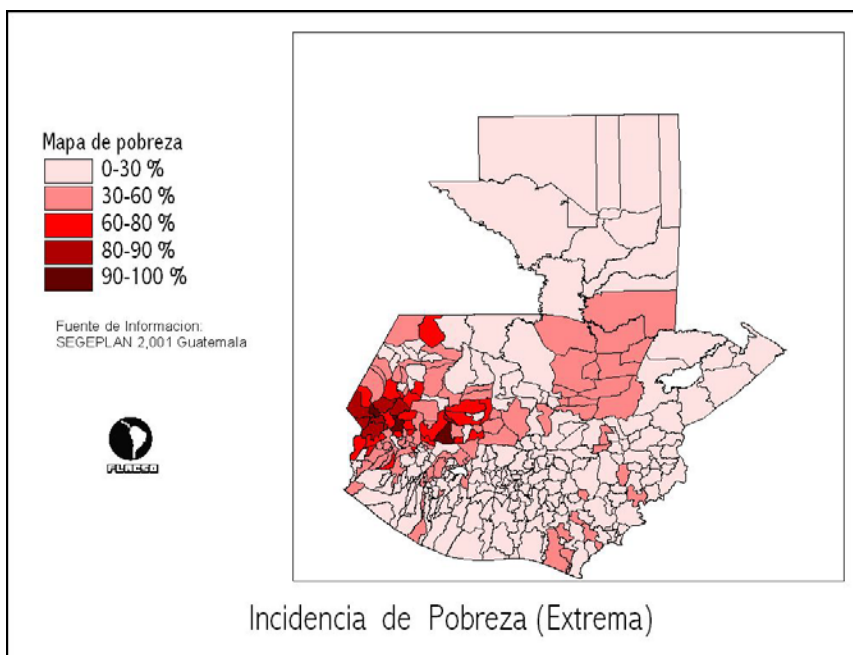 Mapa de pobreza
0-30 %
30-60 %
60-80 %
80-90 %
90-100 %
Fuente de Informacion:
SEGEPLAN 2,001 Guatemala
FLACSO
Incidencia de Pobreza (Extrema)